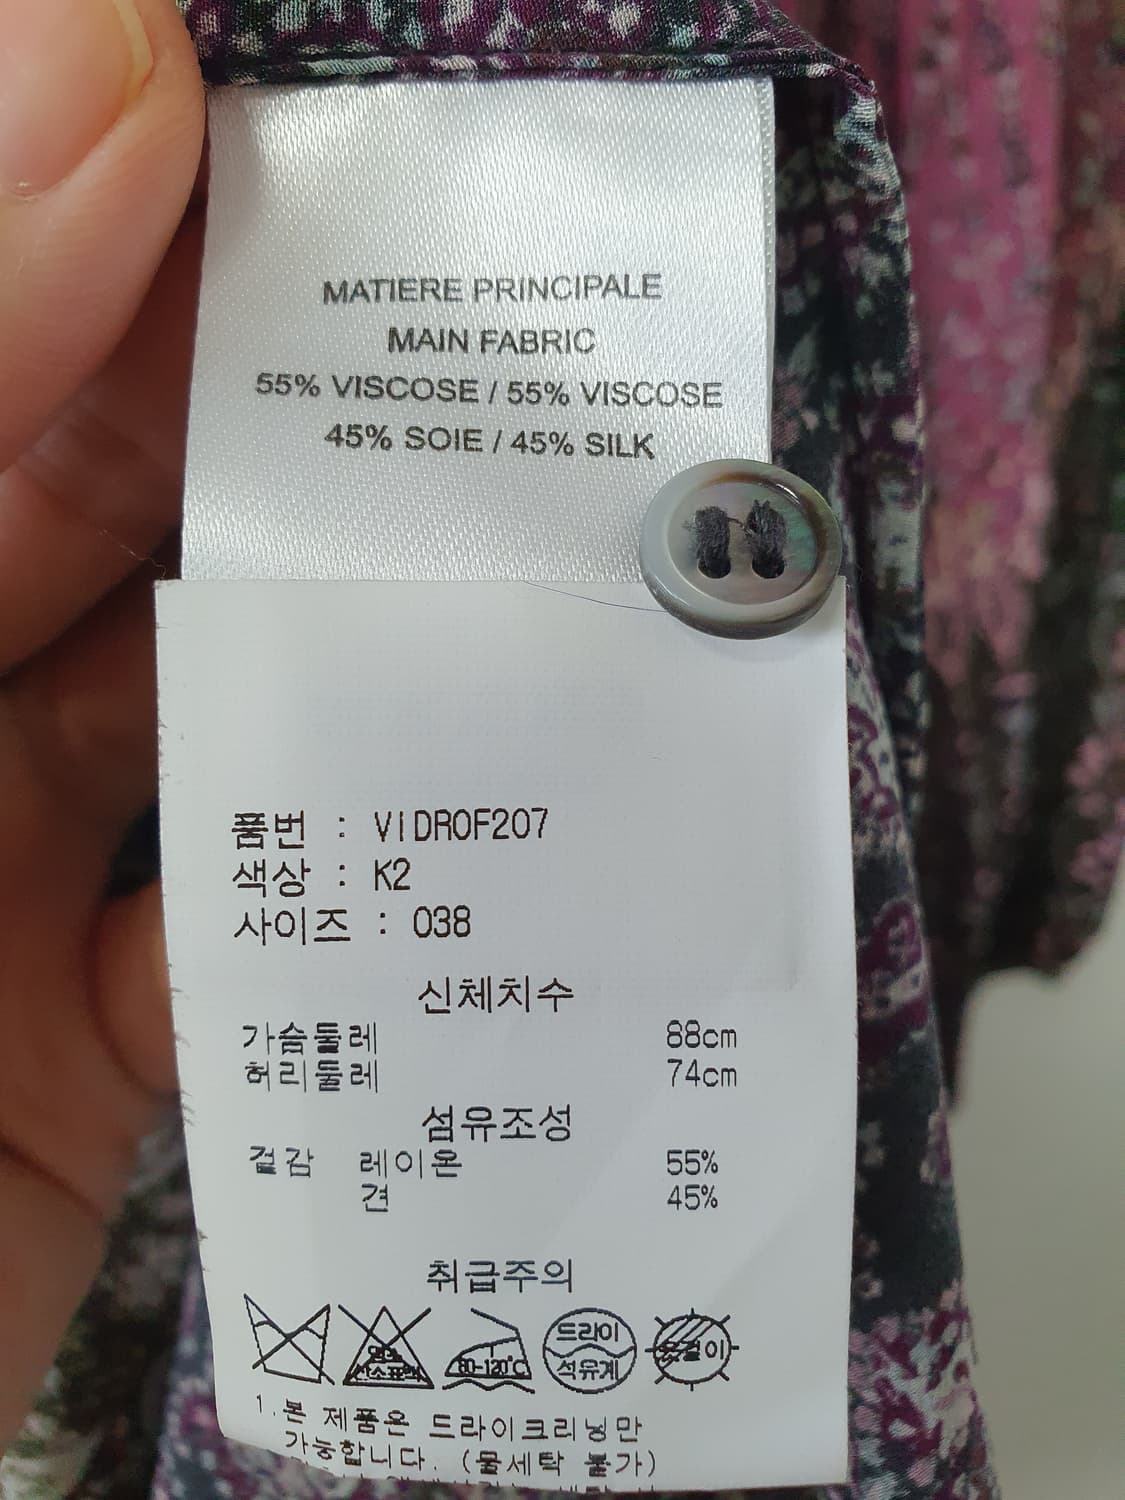 MATIERE PRINCIPALE
MAIN FABRIC
55% VISCOSE / 55% VISCOSE
45% SOIE / 45% SILK
품번 : VIDROF207
색상 : K2
사이즈 : 038
신체치수
가슴둘레 88cm
허리둘레 74cm
섬유조성
겉감 레이온 55%
견 45%
취급주의
80-120℃
드라이
석유계
1.본 제품은 드라이크리닝만
가능합니다. (물세탁 불가)